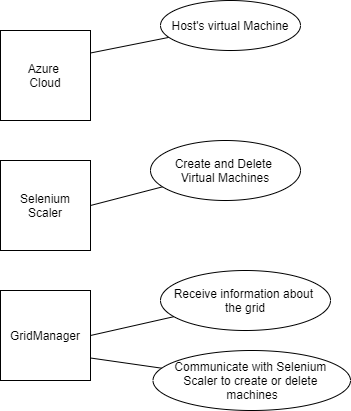 Host's virtual Machine
Azure
Cloud
Create and Delete
Virtual Machines
Selenium
Scaler
Receive information about
the grid
GridManager
Communicate with Selenium
Scaler to create or delete
machines